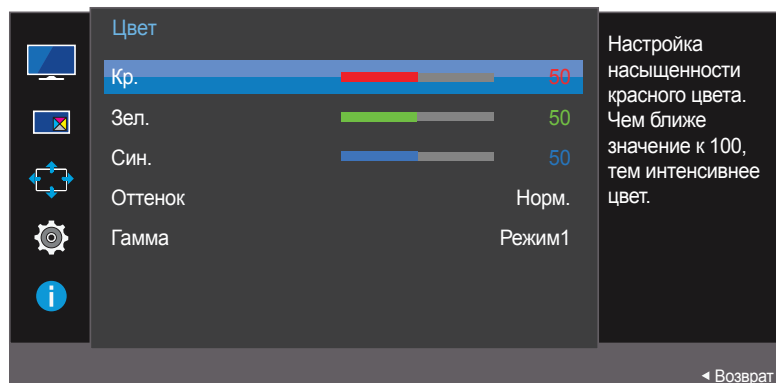 Цвет
Кр. 50
Зел. 50
Син. 50
Оттенок Норм.
Гамма Режим1
Настройка
насыщенности
красного цвета.
Чем ближе
значение к 100,
тем интенсивнее
цвет.
Возврат